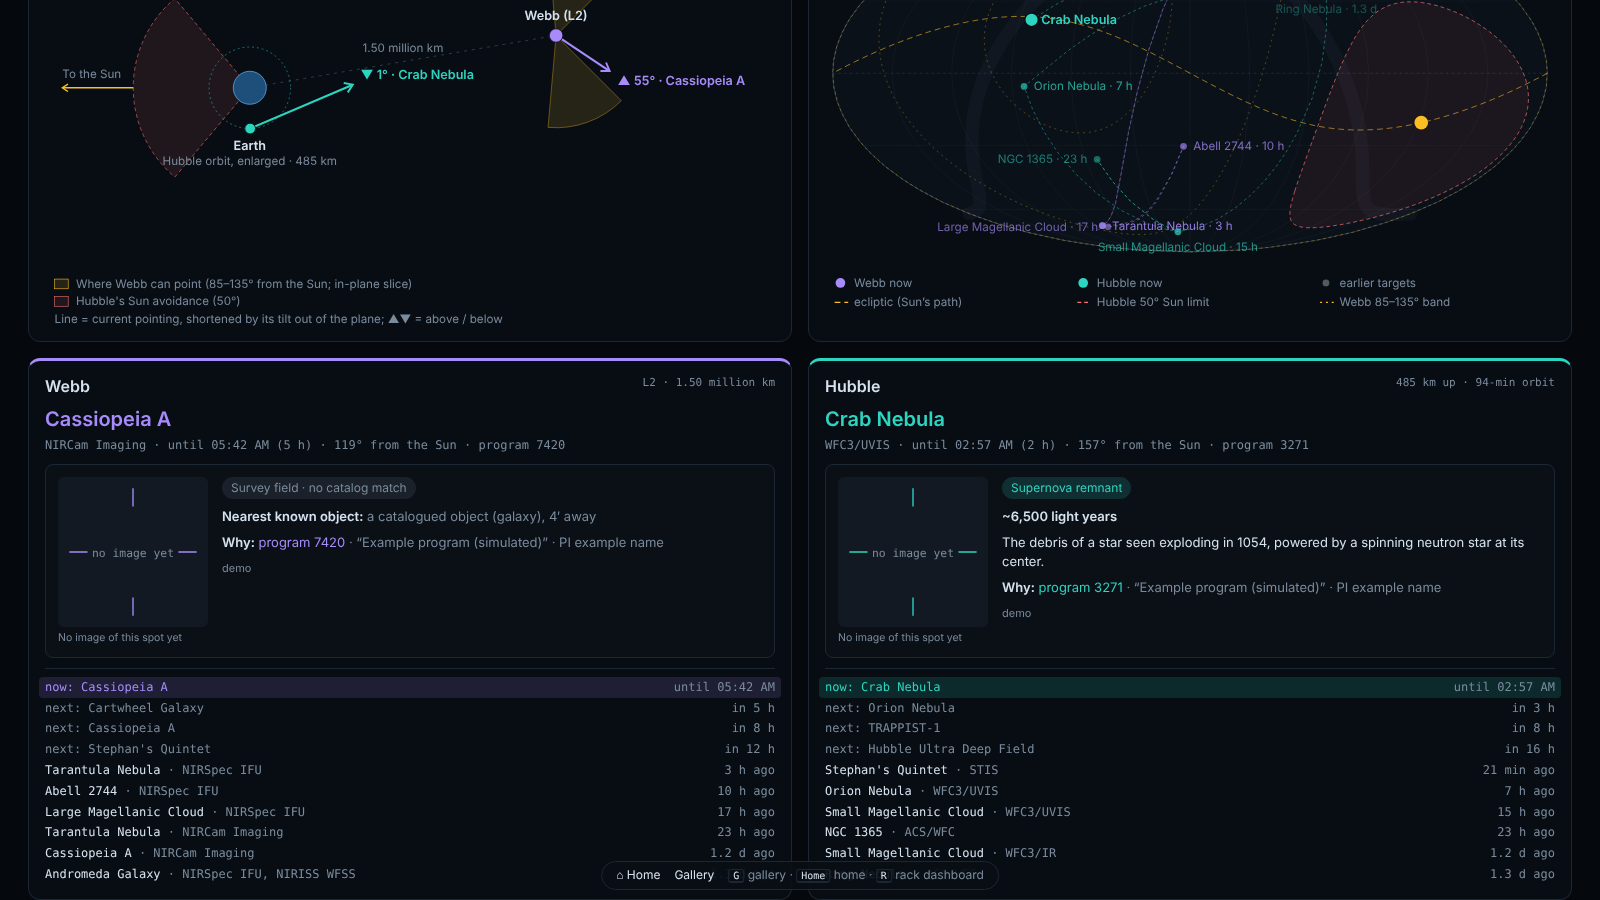 Webb (L2)
1.50 million km
To the Sun
▼ 1° · Crab Nebula
▲ 55° · Cassiopeia A
Earth
Hubble orbit, enlarged · 485 km
Where Webb can point (85–135° from the Sun; in-plane slice)
Hubble's Sun avoidance (50°)
Line = current pointing, shortened by its tilt out of the plane; ▲▼ = above / below
Ring Nebula · 1.3 d
Crab Nebula
Orion Nebula · 7 h
Abell 2744 · 10 h
NGC 1365 · 23 h
Large Magellanic Cloud · 17 h
Tarantula Nebula · 3 h
Small Magellanic Cloud · 15 h
Webb now
Hubble now
earlier targets
ecliptic (Sun's path)
Hubble 50° Sun limit
Webb 85–135° band
Webb
L2 · 1.50 million km
Cassiopeia A
NIRCam Imaging · until 05:42 AM (5 h) · 119° from the Sun · program 7420
no image yet
No image of this spot yet
Survey field · no catalog match
Nearest known object: a catalogued object (galaxy), 4′ away
Why: program 7420 · “Example program (simulated)” · PI example name
demo
now: Cassiopeia A until 05:42 AM
next: Cartwheel Galaxy in 5 h
next: Cassiopeia A in 8 h
next: Stephan's Quintet in 12 h
Tarantula Nebula · NIRSpec IFU 3 h ago
Abell 2744 · NIRSpec IFU 10 h ago
Large Magellanic Cloud · NIRSpec IFU 17 h ago
Tarantula Nebula · NIRCam Imaging 23 h ago
Cassiopeia A · NIRCam Imaging 1.2 d ago
Andromeda Galaxy · NIRSpec IFU, NIRISS WFSS
Hubble
485 km up · 94-min orbit
Crab Nebula
WFC3/UVIS · until 02:57 AM (2 h) · 157° from the Sun · program 3271
no image yet
No image of this spot yet
Supernova remnant
~6,500 light years
The debris of a star seen exploding in 1054, powered by a spinning neutron star at its
center.
Why: program 3271 · “Example program (simulated)” · PI example name
demo
now: Crab Nebula until 02:57 AM
next: Orion Nebula in 3 h
next: TRAPPIST-1 in 8 h
next: Hubble Ultra Deep Field in 16 h
Stephan's Quintet · STIS 21 min ago
Orion Nebula · WFC3/UVIS 7 h ago
Small Magellanic Cloud · WFC3/UVIS 15 h ago
NGC 1365 · ACS/WFC 23 h ago
Small Magellanic Cloud · WFC3/IR 1.2 d ago
1.3 d ago
⌂ Home Gallery G gallery · Home home · R rack dashboard